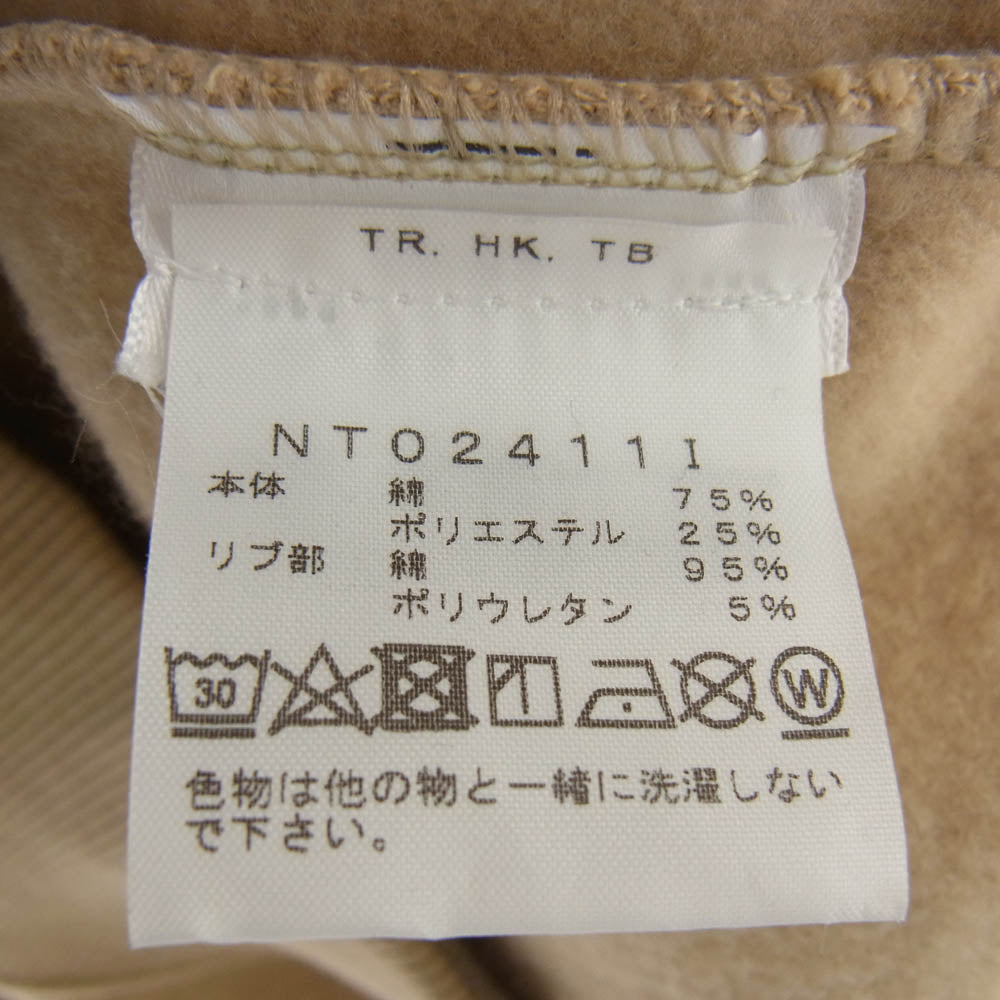 TR. HK. TB
NT02411I
本体 綿 75%
ポリエステル 25%
リブ部 綿 95%
ポリウレタン 5%
30 W
色物は他の物と一緒に洗濯しない
で下さい。